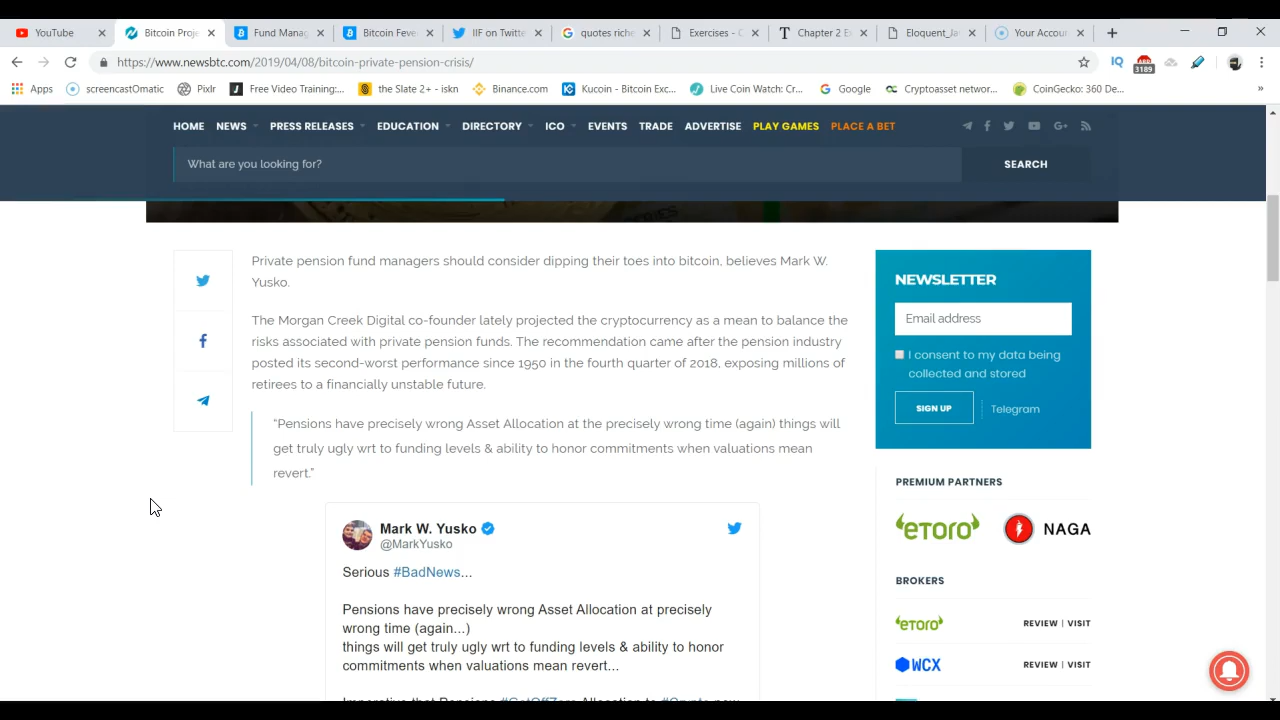 YouTube
Bitcoin Proje
Fund Manag
Bitcoin Feve
IIF on Twitte
quotes riche
Exercises - C
Chapter 2 Ex
Eloquent_Ja
Your Accoun
https://www.newsbtc.com/2019/04/08/bitcoin-private-pension-crisis/
IQ
3189
Apps
screencastOmatic
Pixlr
Free Video Training:...
the Slate 2+ - iskn
Binance.com
Kucoin - Bitcoin Exc...
Live Coin Watch: Cr...
Google
Cryptoasset networ...
CoinGecko: 360 De...
»
HOME NEWS PRESS RELEASES EDUCATION DIRECTORY ICO EVENTS TRADE ADVERTISE PLAY GAMES PLACE A BET
What are you looking for?
SEARCH
Private pension fund managers should consider dipping their toes into bitcoin, believes Mark W.
Yusko.
The Morgan Creek Digital co-founder lately projected the cryptocurrency as a mean to balance the
risks associated with private pension funds. The recommendation came after the pension industry
posted its second-worst performance since 1950 in the fourth quarter of 2018, exposing millions of
retirees to a financially unstable future.
“Pensions have precisely wrong Asset Allocation at the precisely wrong time (again) things will
get truly ugly wrt to funding levels & ability to honor commitments when valuations mean
revert.”
Mark W. Yusko
@MarkYusko
Serious #BadNews...
Pensions have precisely wrong Asset Allocation at precisely
wrong time (again...)
things will get truly ugly wrt to funding levels & ability to honor
commitments when valuations mean revert...
Imperative that Pensions #GetOffZero Allocation to #Crypto now
NEWSLETTER
Email address
I consent to my data being
collected and stored
SIGN UP
Telegram
PREMIUM PARTNERS
etoro
NAGA
BROKERS
etoro
REVIEW | VISIT
WCX
REVIEW | VISIT